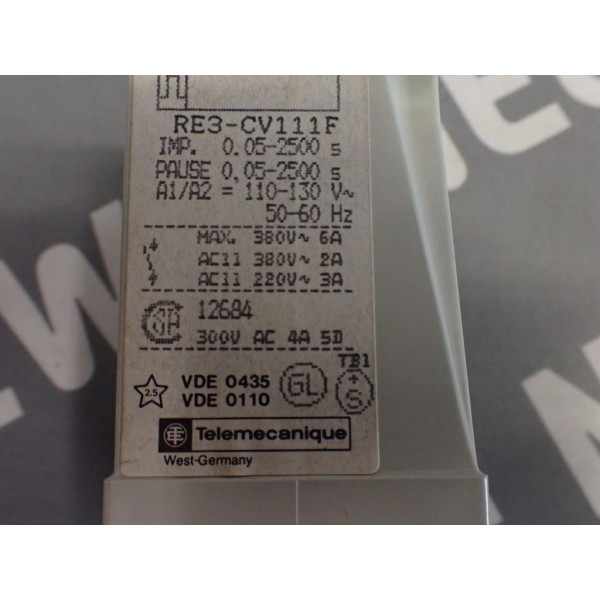 RE3-CV111F
IMP. 0.05-2500 s
PAUSE 0.05-2500 s
A1/A2 = 110-130 V~
50-60 Hz
MAX. 380V~ 6A
AC11 380V~ 2A
AC11 220V~ 3A
12684
300V AC 4A 5D
TB1
2.5
VDE 0435
VDE 0110
GL
+
S
Telemecanique
West-Germany